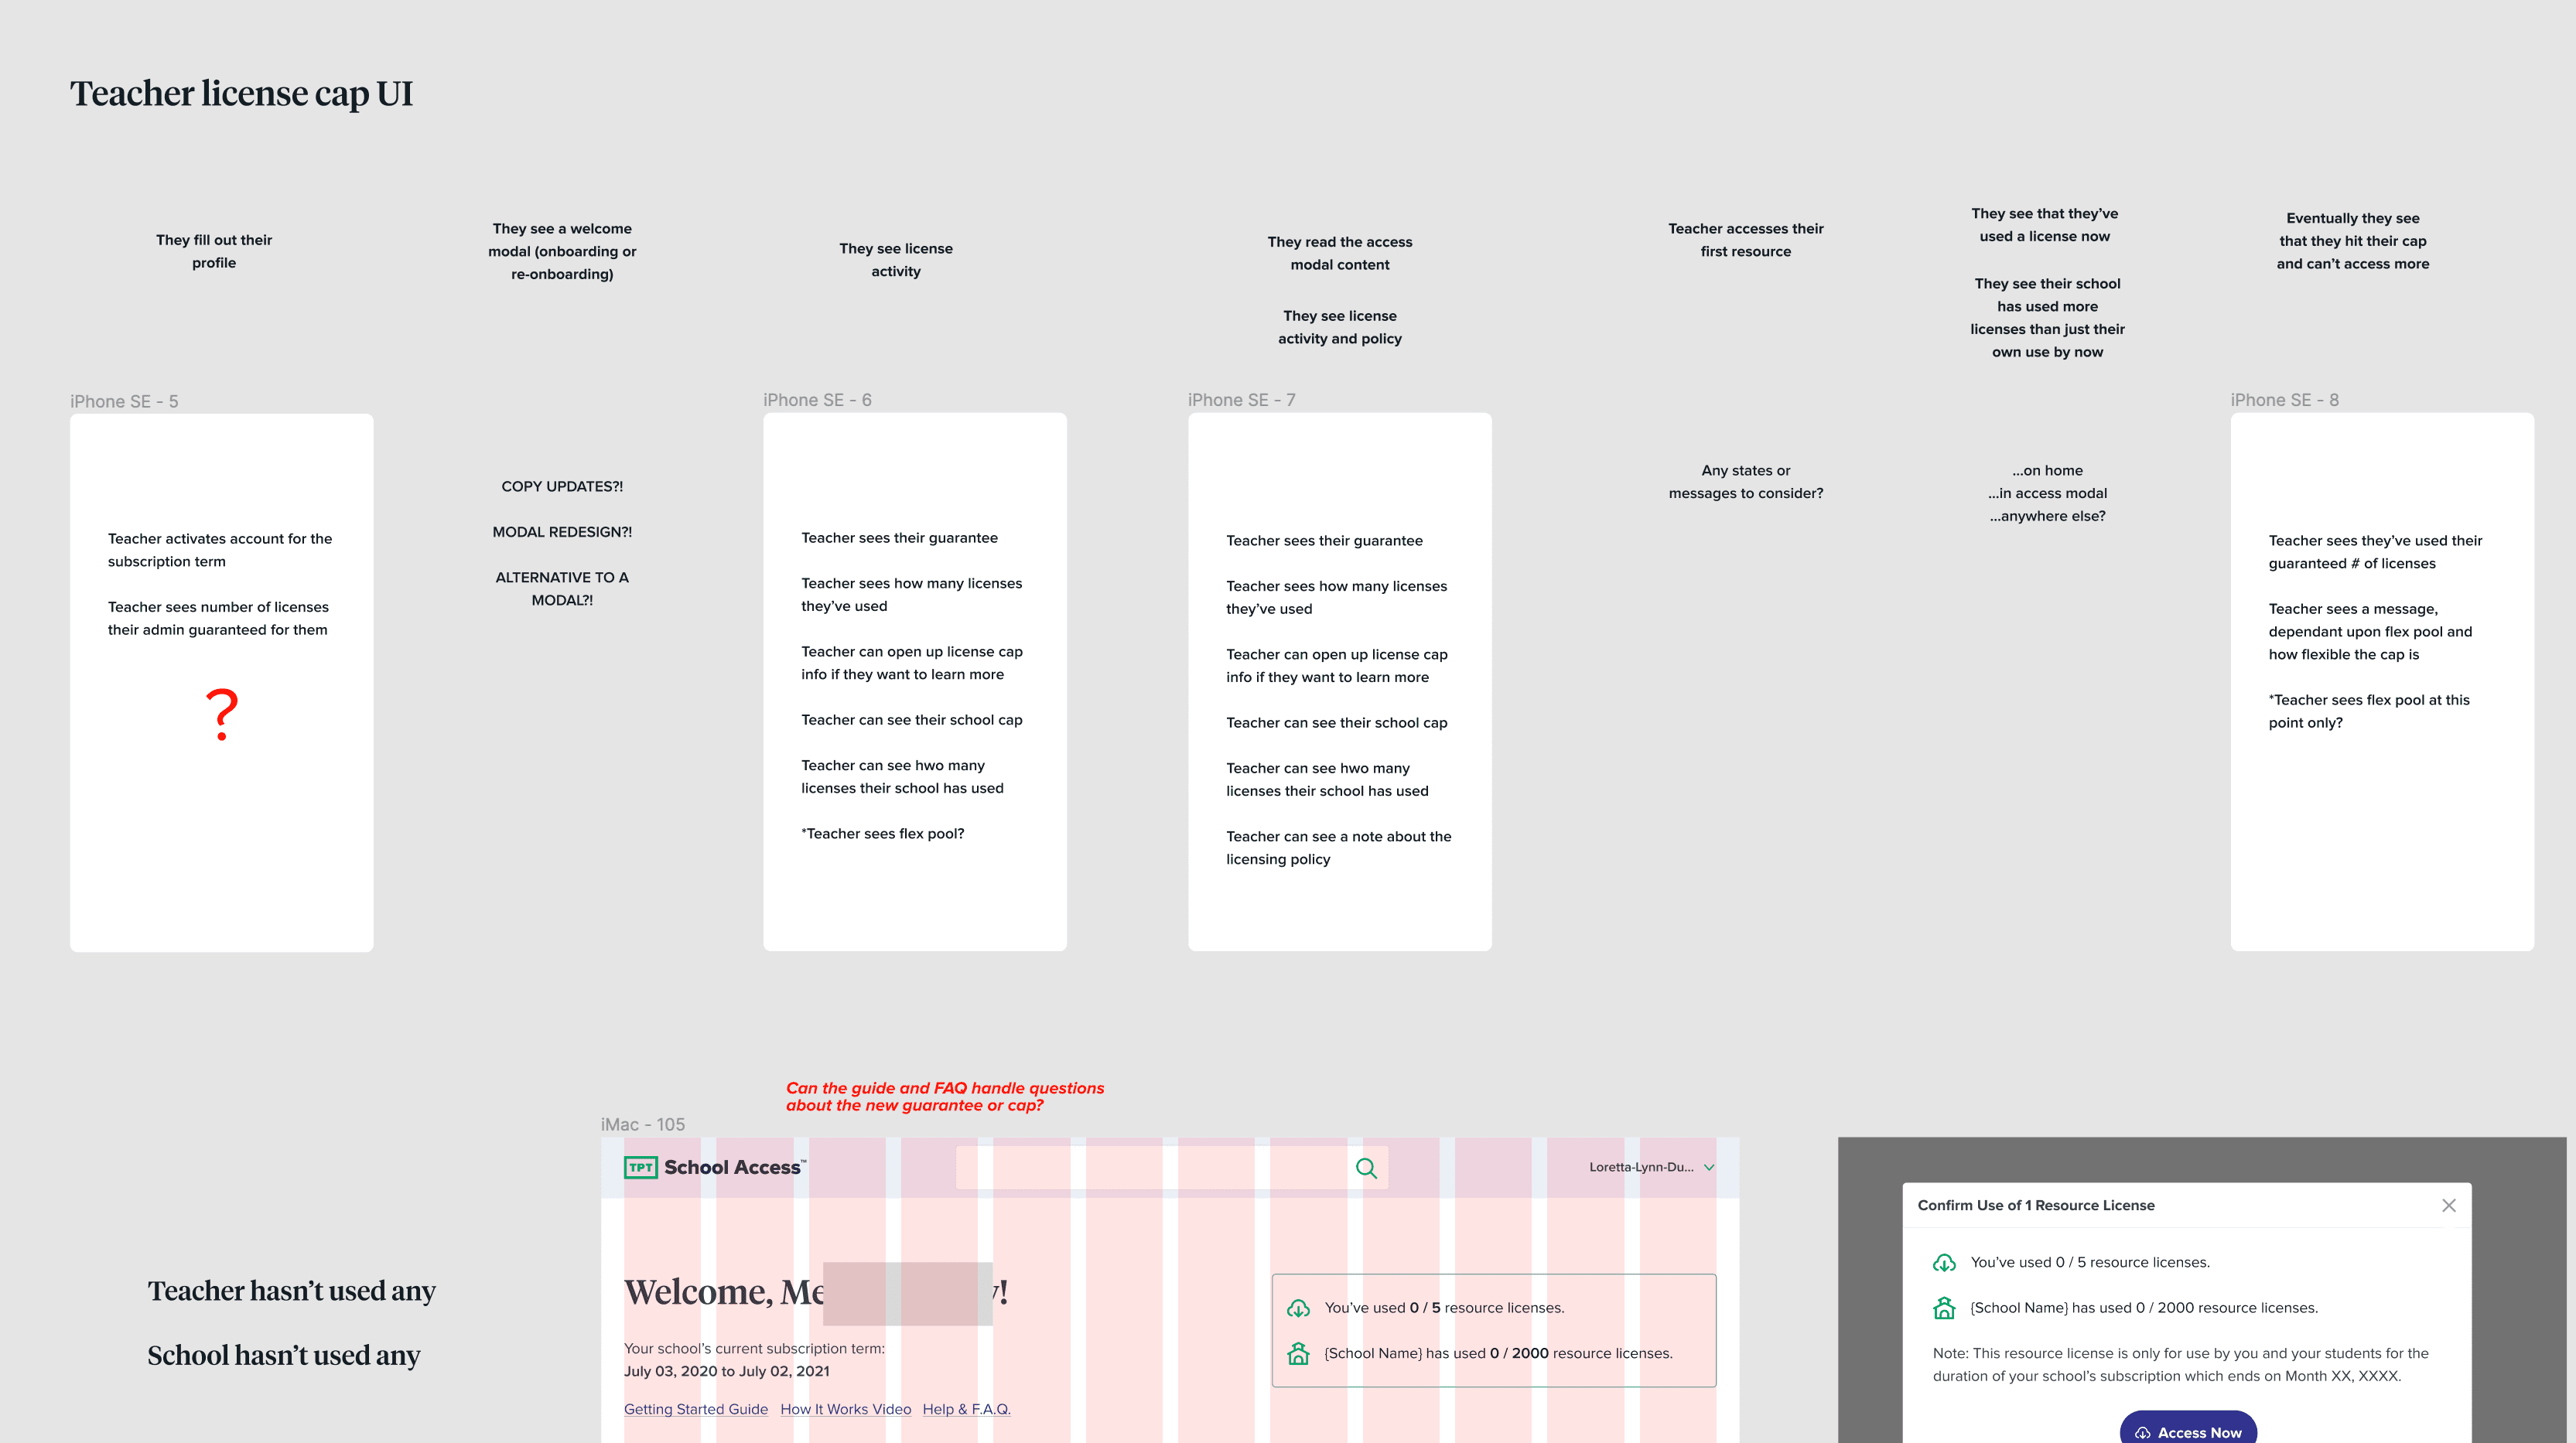 Teacher license cap UI
They fill out their
profile
They see a welcome
modal (onboarding or
re-onboarding)
They see license
activity
They read the access
modal content
They see license
activity and policy
Teacher accesses their
first resource
They see that they've
used a license now
They see their school
has used more
licenses than just their
own use by now
Eventually they see
that they hit their cap
and can't access more
iPhone SE - 5
Teacher activates account for the
subscription term
Teacher sees number of licenses
their admin guaranteed for them
?
COPY UPDATES?!
MODAL REDESIGN?!
ALTERNATIVE TO A
MODAL?!
iPhone SE - 6
Teacher sees their guarantee
Teacher sees how many licenses
they've used
Teacher can open up license cap
info if they want to learn more
Teacher can see their school cap
Teacher can see hwo many
licenses their school has used
*Teacher sees flex pool?
iPhone SE - 7
Teacher sees their guarantee
Teacher sees how many licenses
they've used
Teacher can open up license cap
info if they want to learn more
Teacher can see their school cap
Teacher can see hwo many
licenses their school has used
Teacher can see a note about the
licensing policy
Any states or
messages to consider?
...on home
...in access modal
...anywhere else?
iPhone SE - 8
Teacher sees they've used their
guaranteed # of licenses
Teacher sees a message,
dependant upon flex pool and
how flexible the cap is
*Teacher sees flex pool at this
point only?
Can the guide and FAQ handle questions
about the new guarantee or cap?
Teacher hasn't used any
School hasn't used any
iMac - 105
TPT School Access™
Loretta-Lynn-Du...
Welcome, Me
!
Your school's current subscription term:
July 03, 2020 to July 02, 2021
Getting Started Guide How It Works Video Help & F.A.Q.
You've used 0 / 5 resource licenses.
{School Name} has used 0 / 2000 resource licenses.
Confirm Use of 1 Resource License
You've used 0 / 5 resource licenses.
{School Name} has used 0 / 2000 resource licenses.
Note: This resource license is only for use by you and your students for the
duration of your school's subscription which ends on Month XX, XXXX.
Access Now